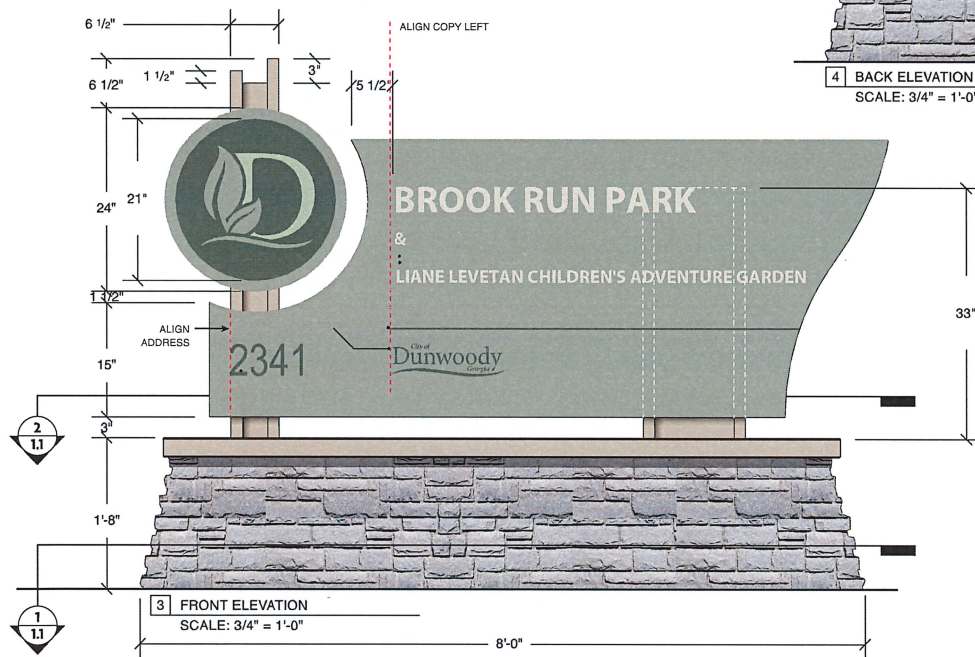 6 1/2"
ALIGN COPY LEFT
6 1/2"
1 1/2"
3"
5 1/2"
4 BACK ELEVATION
SCALE: 3/4" = 1'-0"
24"
21"
D
BROOK RUN PARK
&
:
LIANE LEVETAN CHILDREN'S ADVENTURE GARDEN
1 1/2"
33"
ALIGN
ADDRESS
15"
2341
City of
Dunwoody
Georgia
2
1.1
3"
1'-8"
3 FRONT ELEVATION
SCALE: 3/4" = 1'-0"
1
1.1
8'-0"